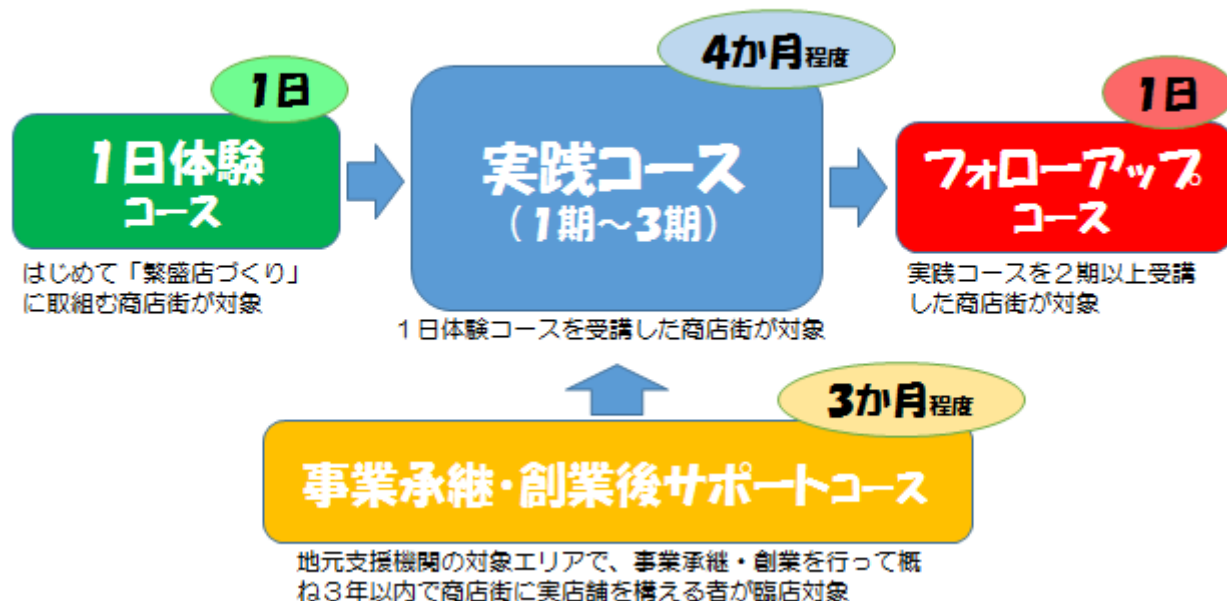 1日
1日体験
コース
はじめて「繁盛店づくり」
に取組む商店街が対象
4か月程度
実践コース
(1期～3期)
1日体験コースを受講した商店街が対象
1日
フォローアップ
コース
実践コースを2期以上受講
した商店街が対象
3か月程度
事業承継・創業後サポートコース
地元支援機関の対象エリアで、事業承継・創業を行って概
ね3年以内で商店街に実店舗を構える者が臨店対象